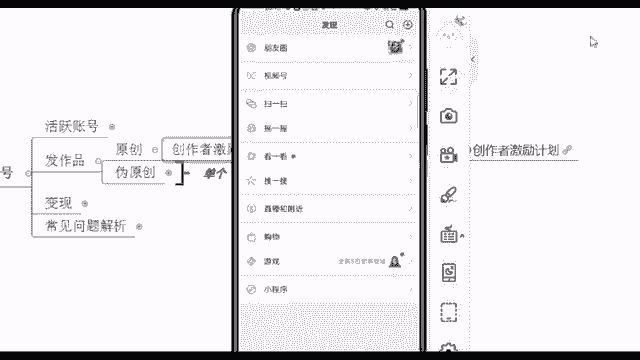 发现
朋友圈
视频号
扫一扫
摇一摇
看一看
搜一搜
直播和附近
购物
游戏
小程序
号
活跃账号
发作品
原创
创作者激励
伪原创
单个
变现
常见问题解析
创作者激励计划